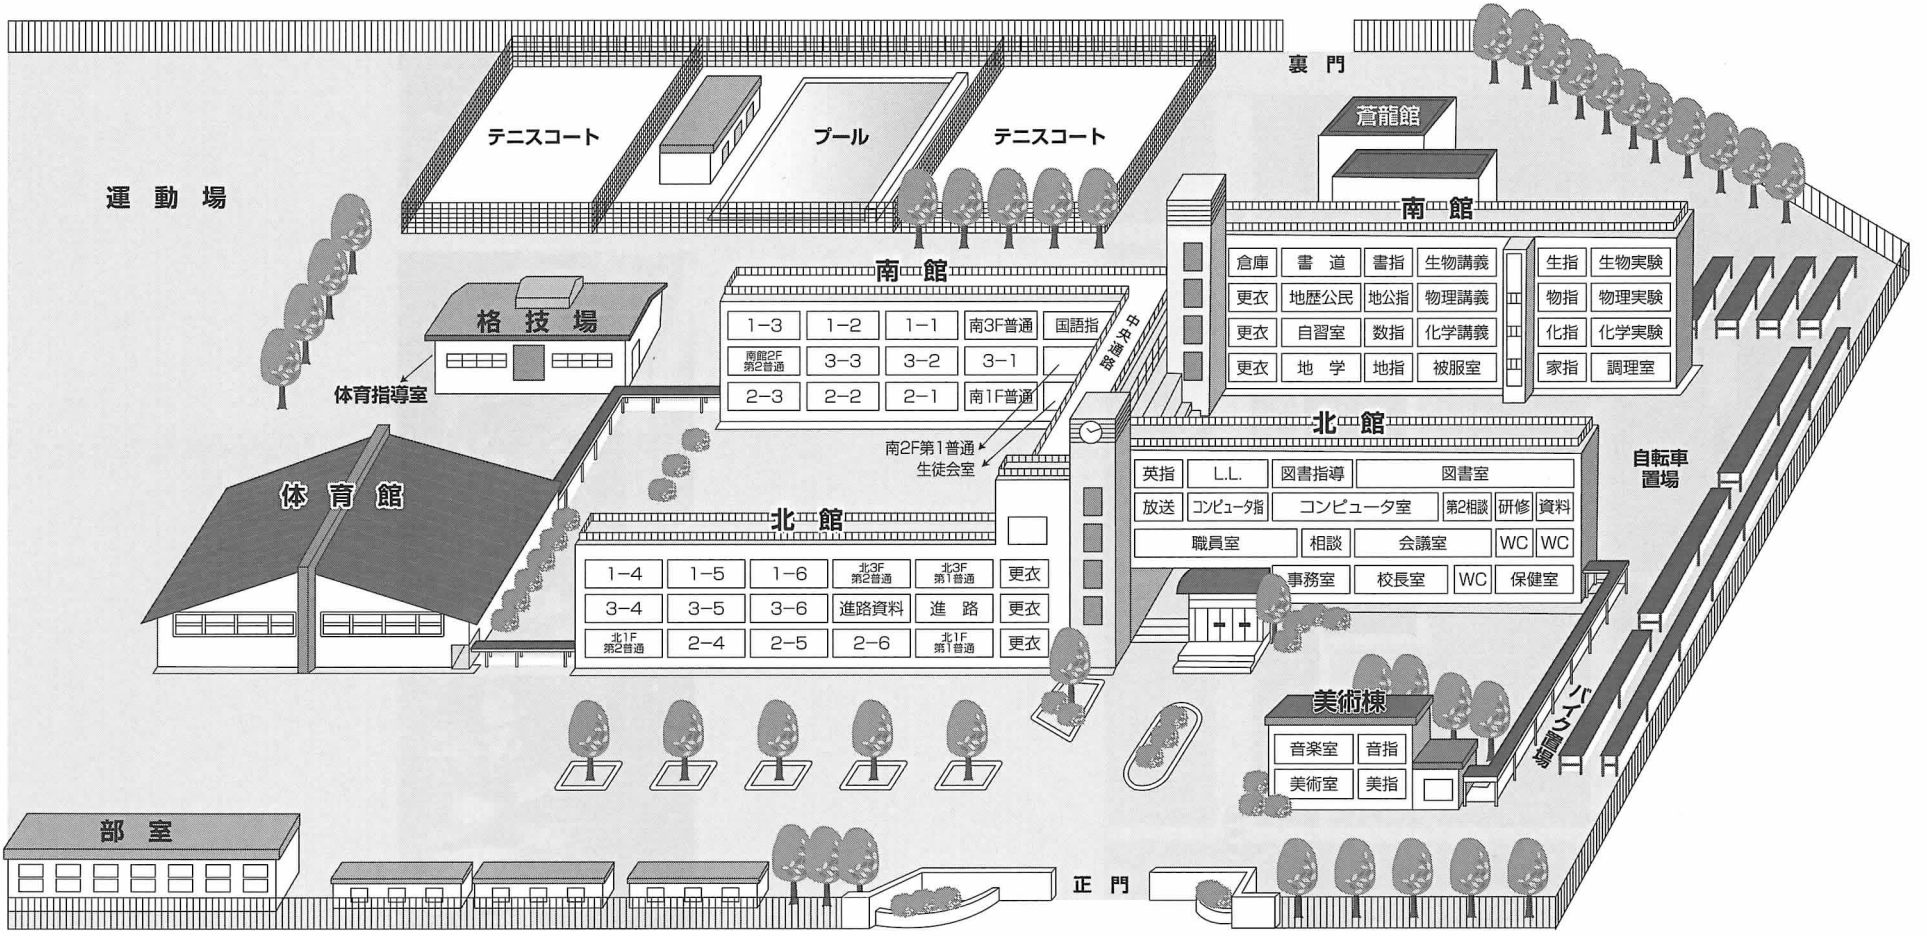 裏門
蒼龍館
テニスコート
プール
テニスコート
運動場
南館
倉庫 書道 書指 生物講義 生指 生物実験
更衣 地歴公民 地公指 物理講義 物指 物理実験
更衣 自習室 数指 化学講義 化指 化学実験
更衣 地学 地指 被服室 家指 調理室
南館
1-3 1-2 1-1 南3F普通 国語指
南館2F
第2普通
3-3 3-2 3-1
2-3 2-2 2-1 南1F普通
中央通路
格技場
体育指導室
南2F第1普通
生徒会室
北館
英指 L.L. 図書指導 図書室
放送 コンピュータ指 コンピュータ室 第2相談 研修 資料
職員室 相談 会議室 WC WC
事務室 校長室 WC 保健室
自転車
置場
体育館
北館
1-4 1-5 1-6
北3F
第2普通
北3F
第1普通
更衣
3-4 3-5 3-6 進路資料 進路 更衣
北1F
第2普通
2-4 2-5 2-6
北1F
第1普通
更衣
美術棟
音楽室 音指
美術室 美指
バイク置場
部室
正門